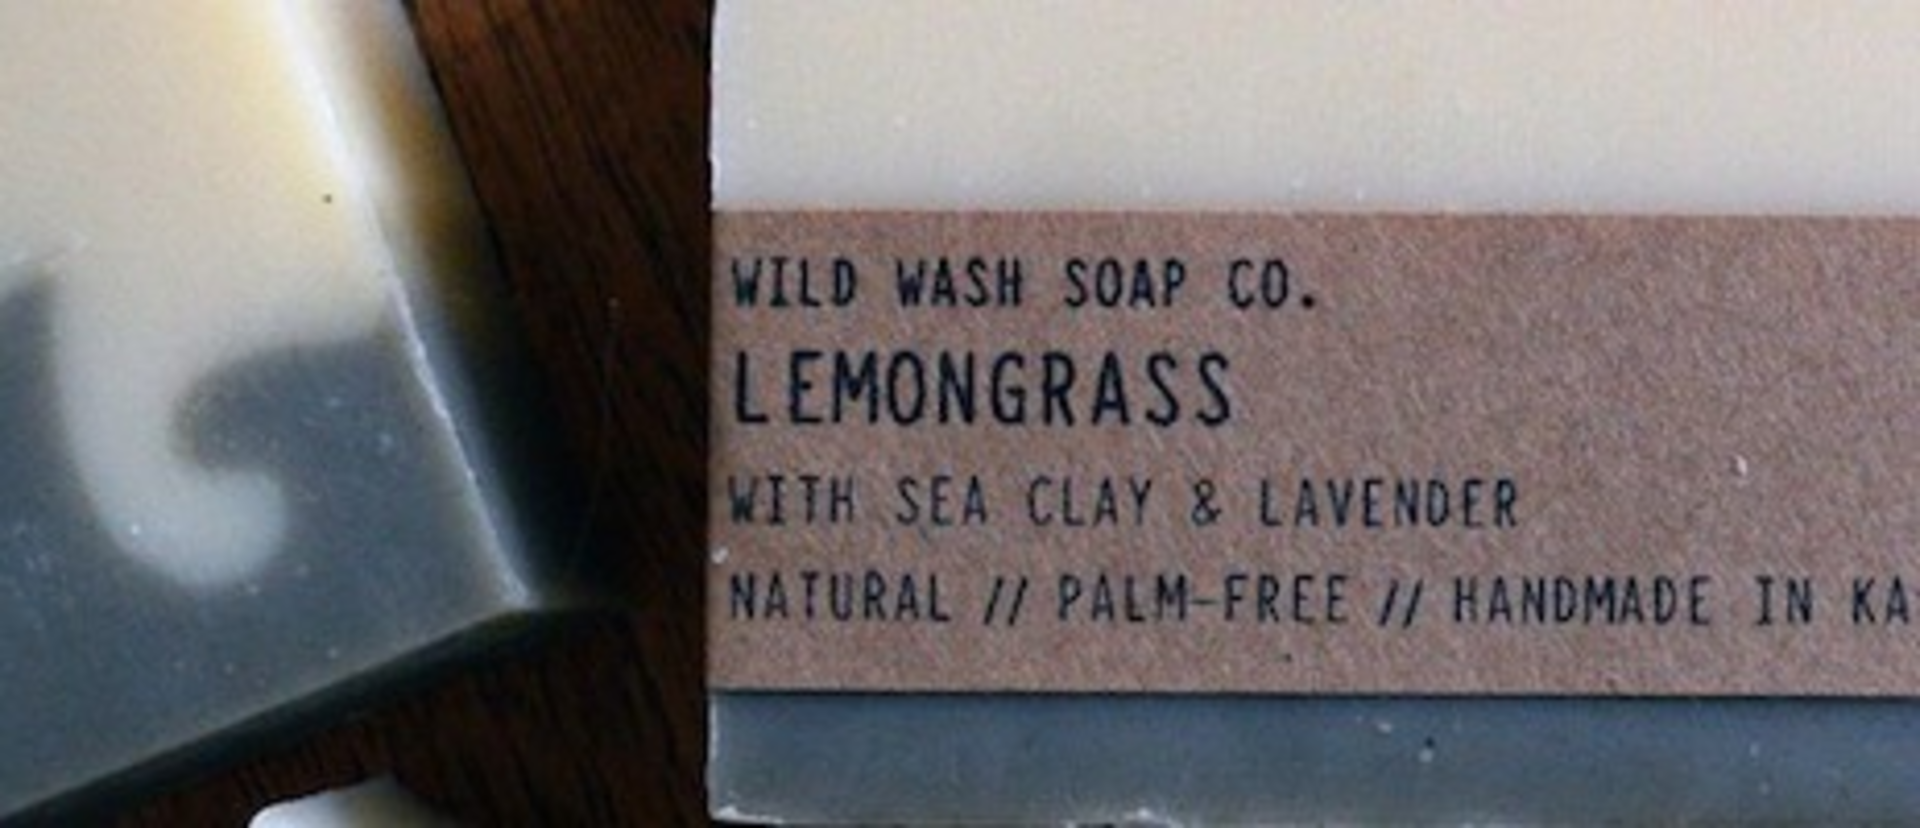 WILD WASH SOAP CO.
LEMONGRASS
WITH SEA CLAY & LAVENDER
NATURAL // PALM-FREE // HANDMADE IN